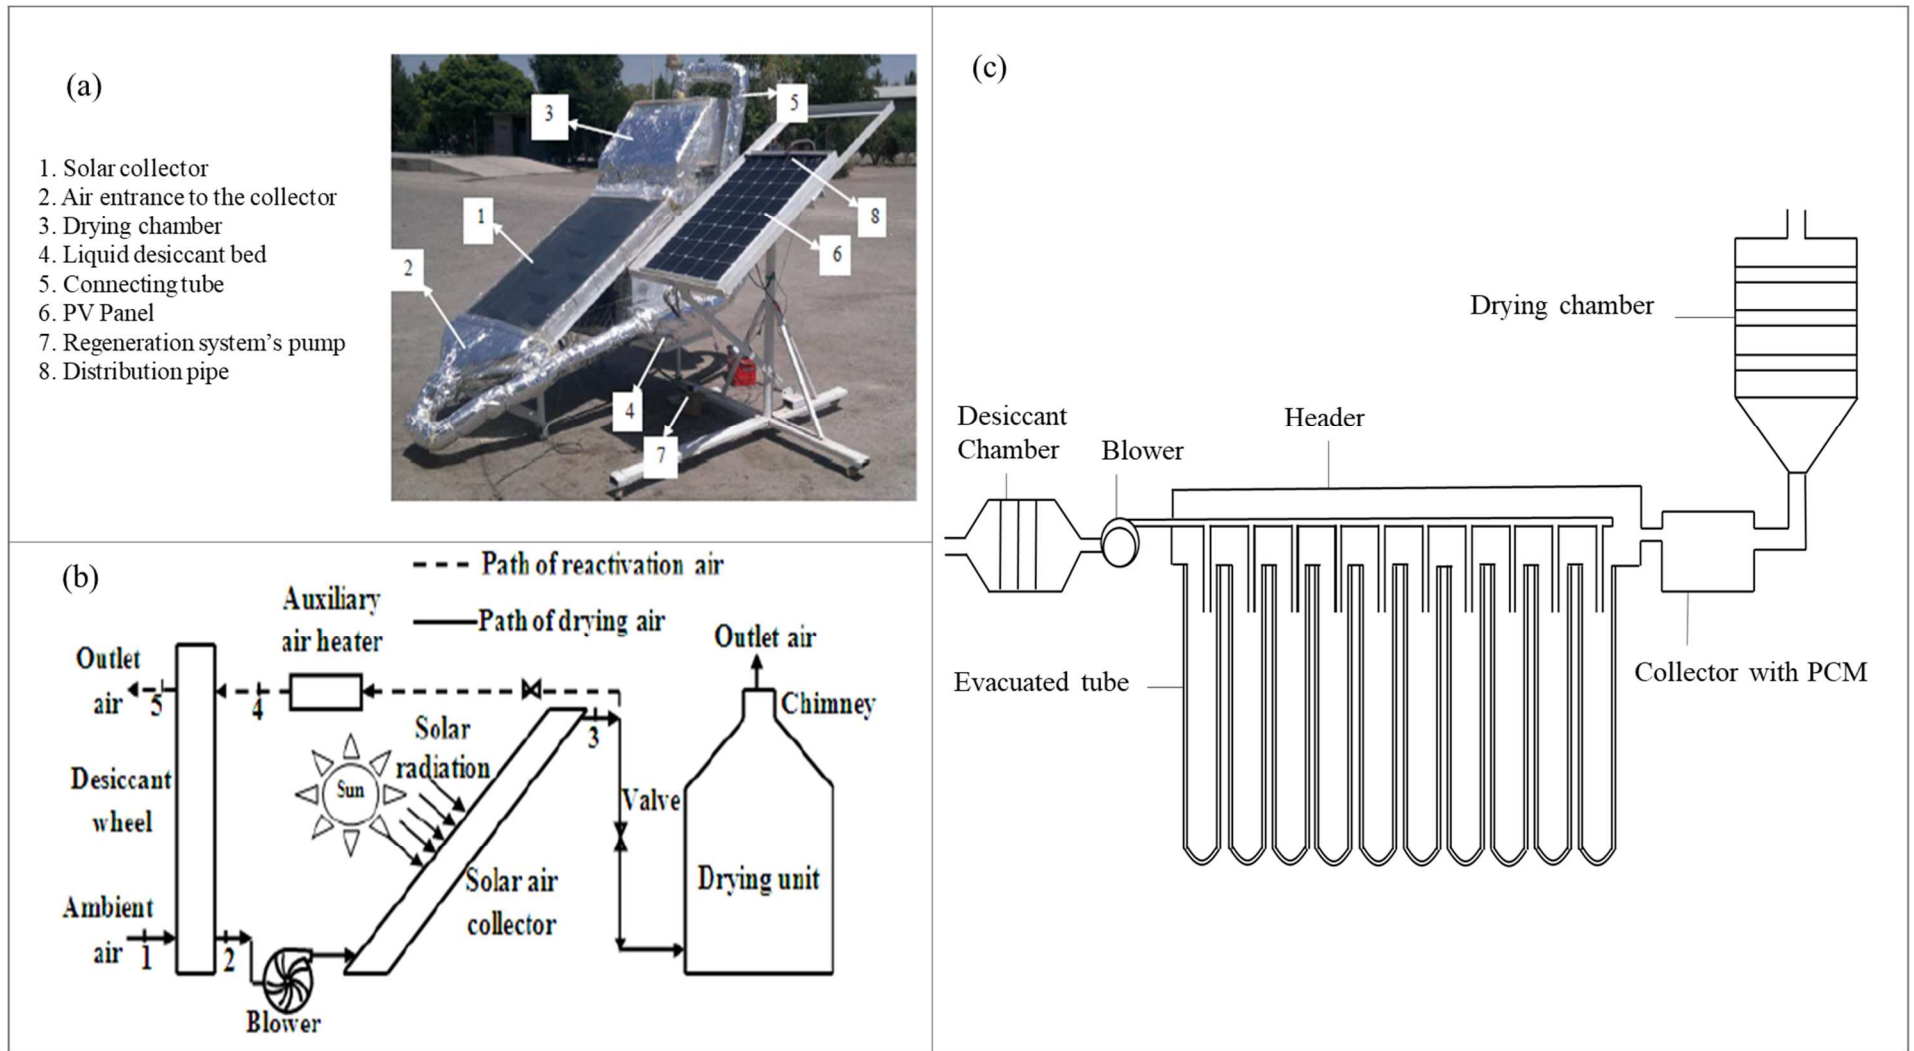 (a)
1. Solar collector
2. Air entrance to the collector
3. Drying chamber
4. Liquid desiccant bed
5. Connecting tube
6. PV Panel
7. Regeneration system’s pump
8. Distribution pipe
3
5
1
8
2
6
4
7
(b)
Path of reactivation air
Path of drying air
Auxiliary
air heater
Outlet
air
5
4
Desiccant
wheel
Ambient
air
1
2
Blower
Sun
Solar
radiation
3
Valve
Solar air
collector
Outlet air
Chimney
Drying unit
(c)
Drying chamber
Desiccant
Chamber
Blower
Header
Evacuated tube
Collector with PCM